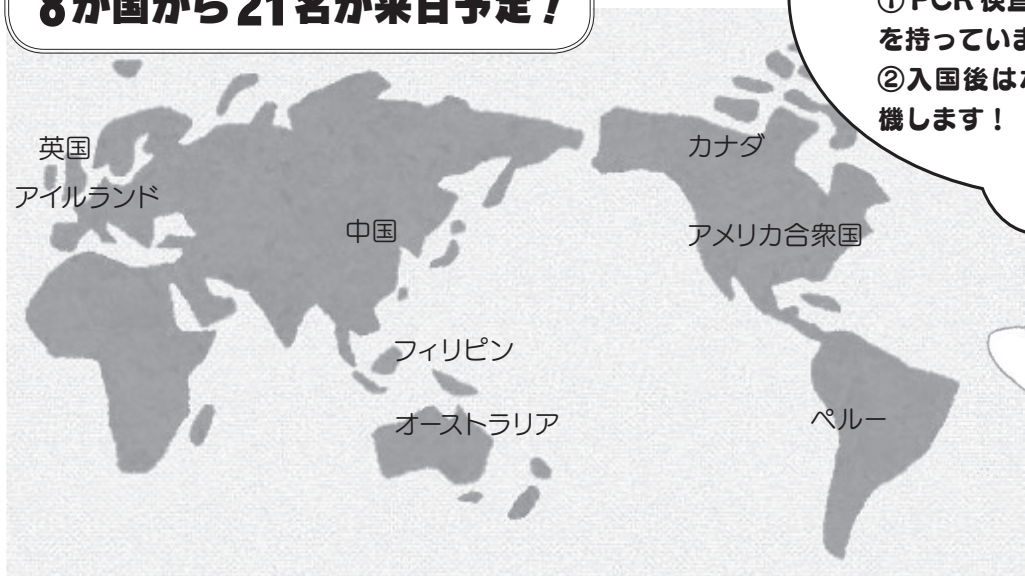 8か国から21名が来日予定！
①PCR検査
を持っていま
②入国後は
機します！
英国
カナダ
アイルランド
中国
アメリカ合衆国
フィリピン
オーストラリア
ペルー